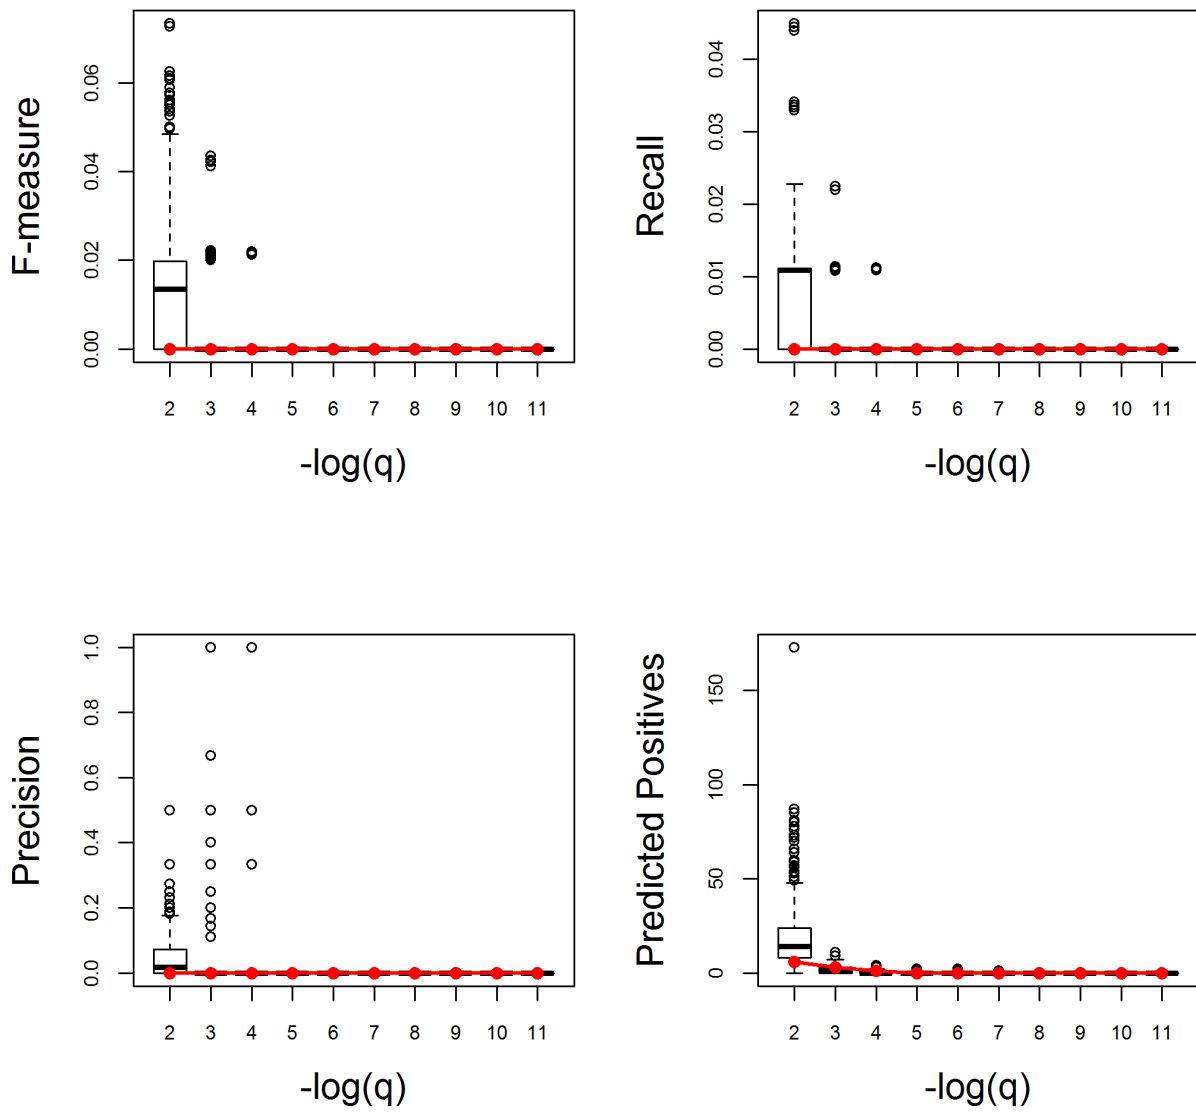 F-measure
0.00 0.02 0.04 0.06
2 3 4 5 6 7 8 9 10 11
-log(q)
Recall
0.00 0.01 0.02 0.03 0.04
2 3 4 5 6 7 8 9 10 11
-log(q)
Precision
0.0 0.2 0.4 0.6 0.8 1.0
2 3 4 5 6 7 8 9 10 11
-log(q)
Predicted Positives
0 50 100 150
2 3 4 5 6 7 8 9 10 11
-log(q)